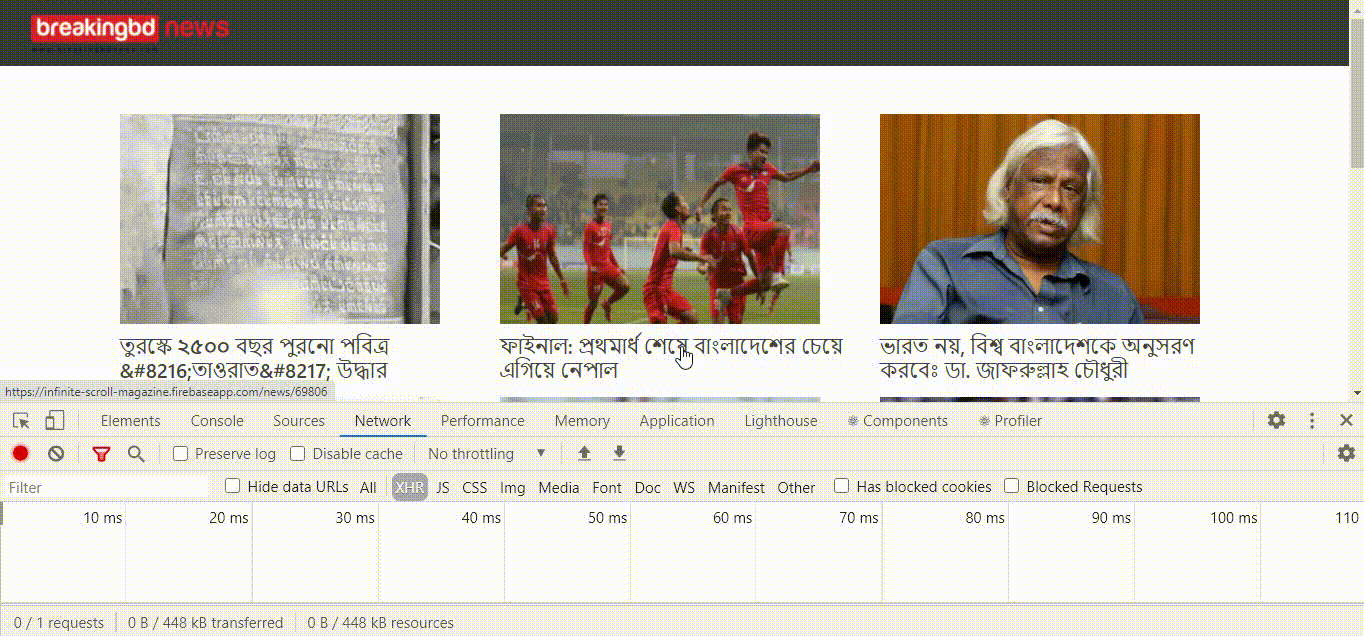 breakingbd news
www.breakingbdnews.com
তুরস্কে ২৫০০ বছর পুরনো পবিত্র
&#8216;তাওরাত&#8217; উদ্ধার
ফাইনাল: প্রথমার্ধ শেষে বাংলাদেশের চেয়ে
এগিয়ে নেপাল
ভারত নয়, বিশ্ব বাংলাদেশকে অনুসরণ
করবেঃ ডা. জাফরুল্লাহ চৌধুরী
https://infinite-scroll-magazine.firebaseapp.com/news/69806
Elements Console Sources Network Performance Memory Application Lighthouse Components Profiler
Preserve log Disable cache No throttling
Filter Hide data URLs All XHR JS CSS Img Media Font Doc WS Manifest Other Has blocked cookies Blocked Requests
10 ms 20 ms 30 ms 40 ms 50 ms 60 ms 70 ms 80 ms 90 ms 100 ms 110
0 / 1 requests 0 B / 448 kB transferred 0 B / 448 kB resources